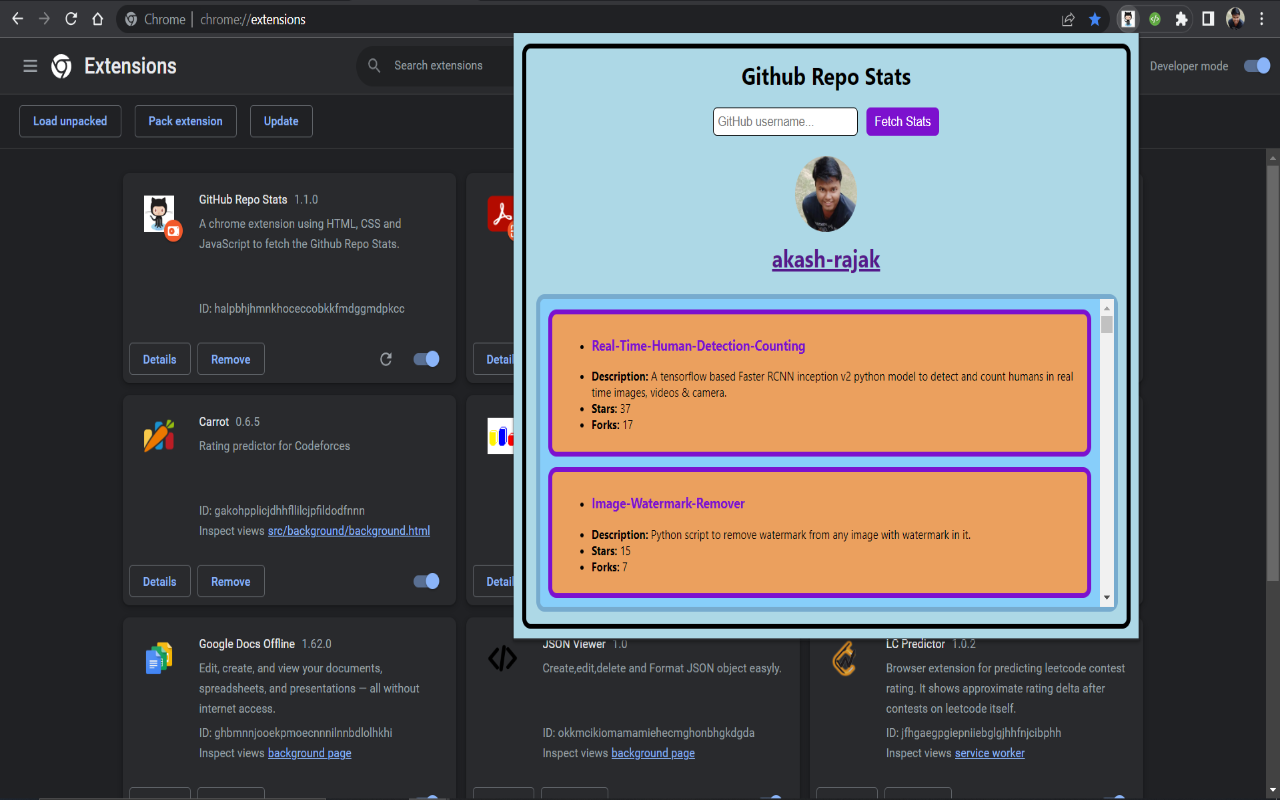 Chrome | chrome://extensions
Extensions
Search extensions
Developer mode
Load unpacked
Pack extension
Update
Github Repo Stats
GitHub username...
Fetch Stats
akash-rajak
Real-Time-Human-Detection-Counting
Description: A tensorflow based Faster RCNN inception v2 python model to detect and count humans in real
time images, videos & camera.
Stars: 37
Forks: 17
Image-Watermark-Remover
Description: Python script to remove watermark from any image with watermark in it.
Stars: 15
Forks: 7
GitHub Repo Stats 1.1.0
A chrome extension using HTML, CSS and
JavaScript to fetch the Github Repo Stats.
ID: halpbhjhmnkhoceccobkkfmdggmdpkcc
Details
Remove
Carrot 0.6.5
Rating predictor for Codeforces
ID: gakohpplicjdhhfllilcjpfildodfnnn
Inspect views src/background/background.html
Details
Remove
Google Docs Offline 1.62.0
Edit, create, and view your documents,
spreadsheets, and presentations — all without
internet access.
ID: ghbmnnjooekpmoecnnnilnnbdlolhkhi
Inspect views background page
JSON Viewer 1.0
Create,edit,delete and Format JSON object easyly.
ID: okkmcikiomamamiehecmghonbhgkdgda
Inspect views background page
LC Predictor 1.0.2
Browser extension for predicting leetcode contest
rating. It shows approximate rating delta after
contests on leetcode itself.
ID: jfhgaegpgiepniiebglgjhhfnjcibphh
Inspect views service worker